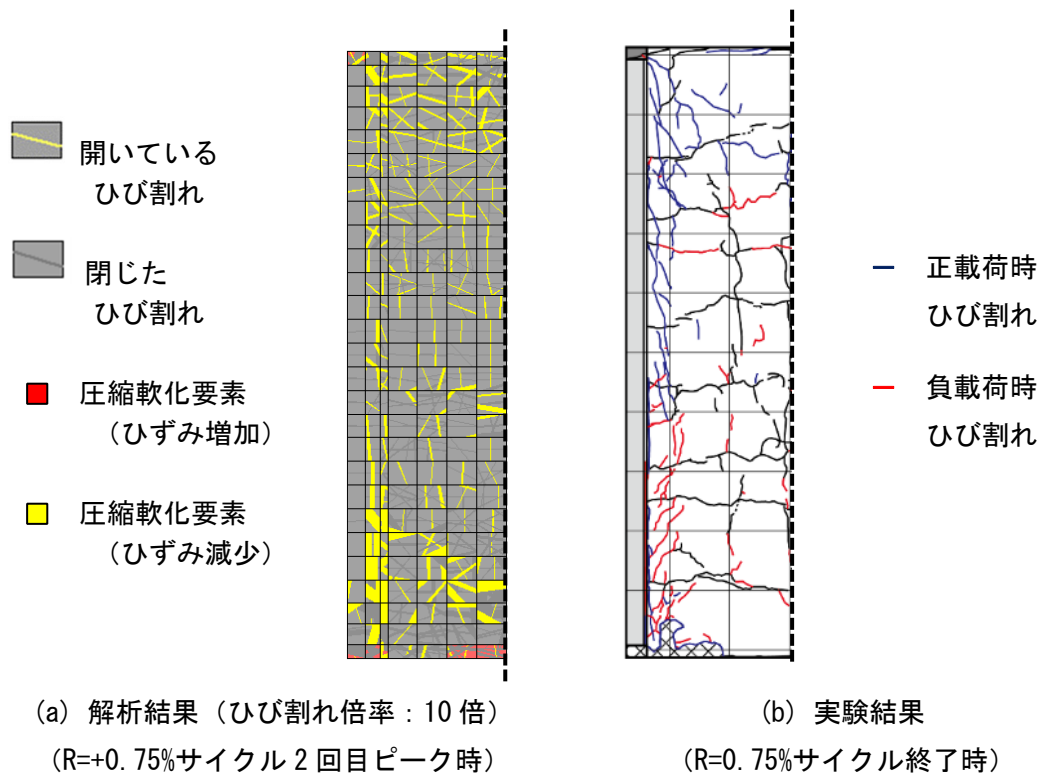 開いている
ひび割れ
閉じた
ひび割れ
圧縮軟化要素
（ひずみ増加）
圧縮軟化要素
（ひずみ減少）
正載荷時
ひび割れ
負載荷時
ひび割れ
(a) 解析結果（ひび割れ倍率：10倍）
（R=+0.75%サイクル2回目ピーク時）
(b) 実験結果
（R=0.75%サイクル終了時）